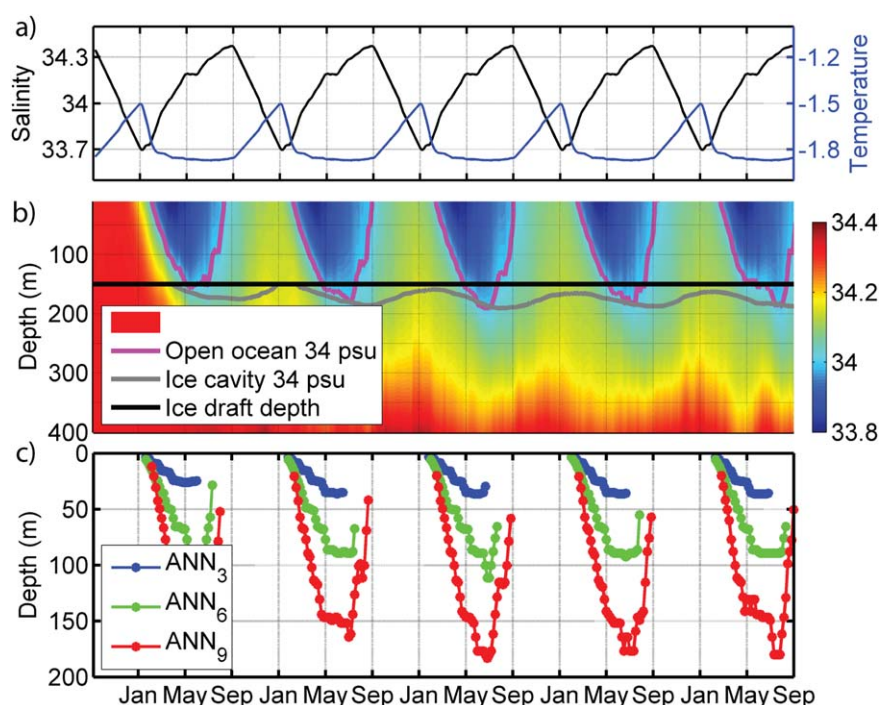 a)
34.3
34
33.7
Salinity
-1.2
-1.5
-1.8
Temperature
b)
100
200
300
400
Depth (m)
Open ocean 34 psu
Ice cavity 34 psu
Ice draft depth
34.4
34.2
34
33.8
c)
0
50
100
150
200
Depth (m)
ANN3
ANN6
ANN9
Jan May Sep Jan May Sep Jan May Sep Jan May Sep Jan May Sep